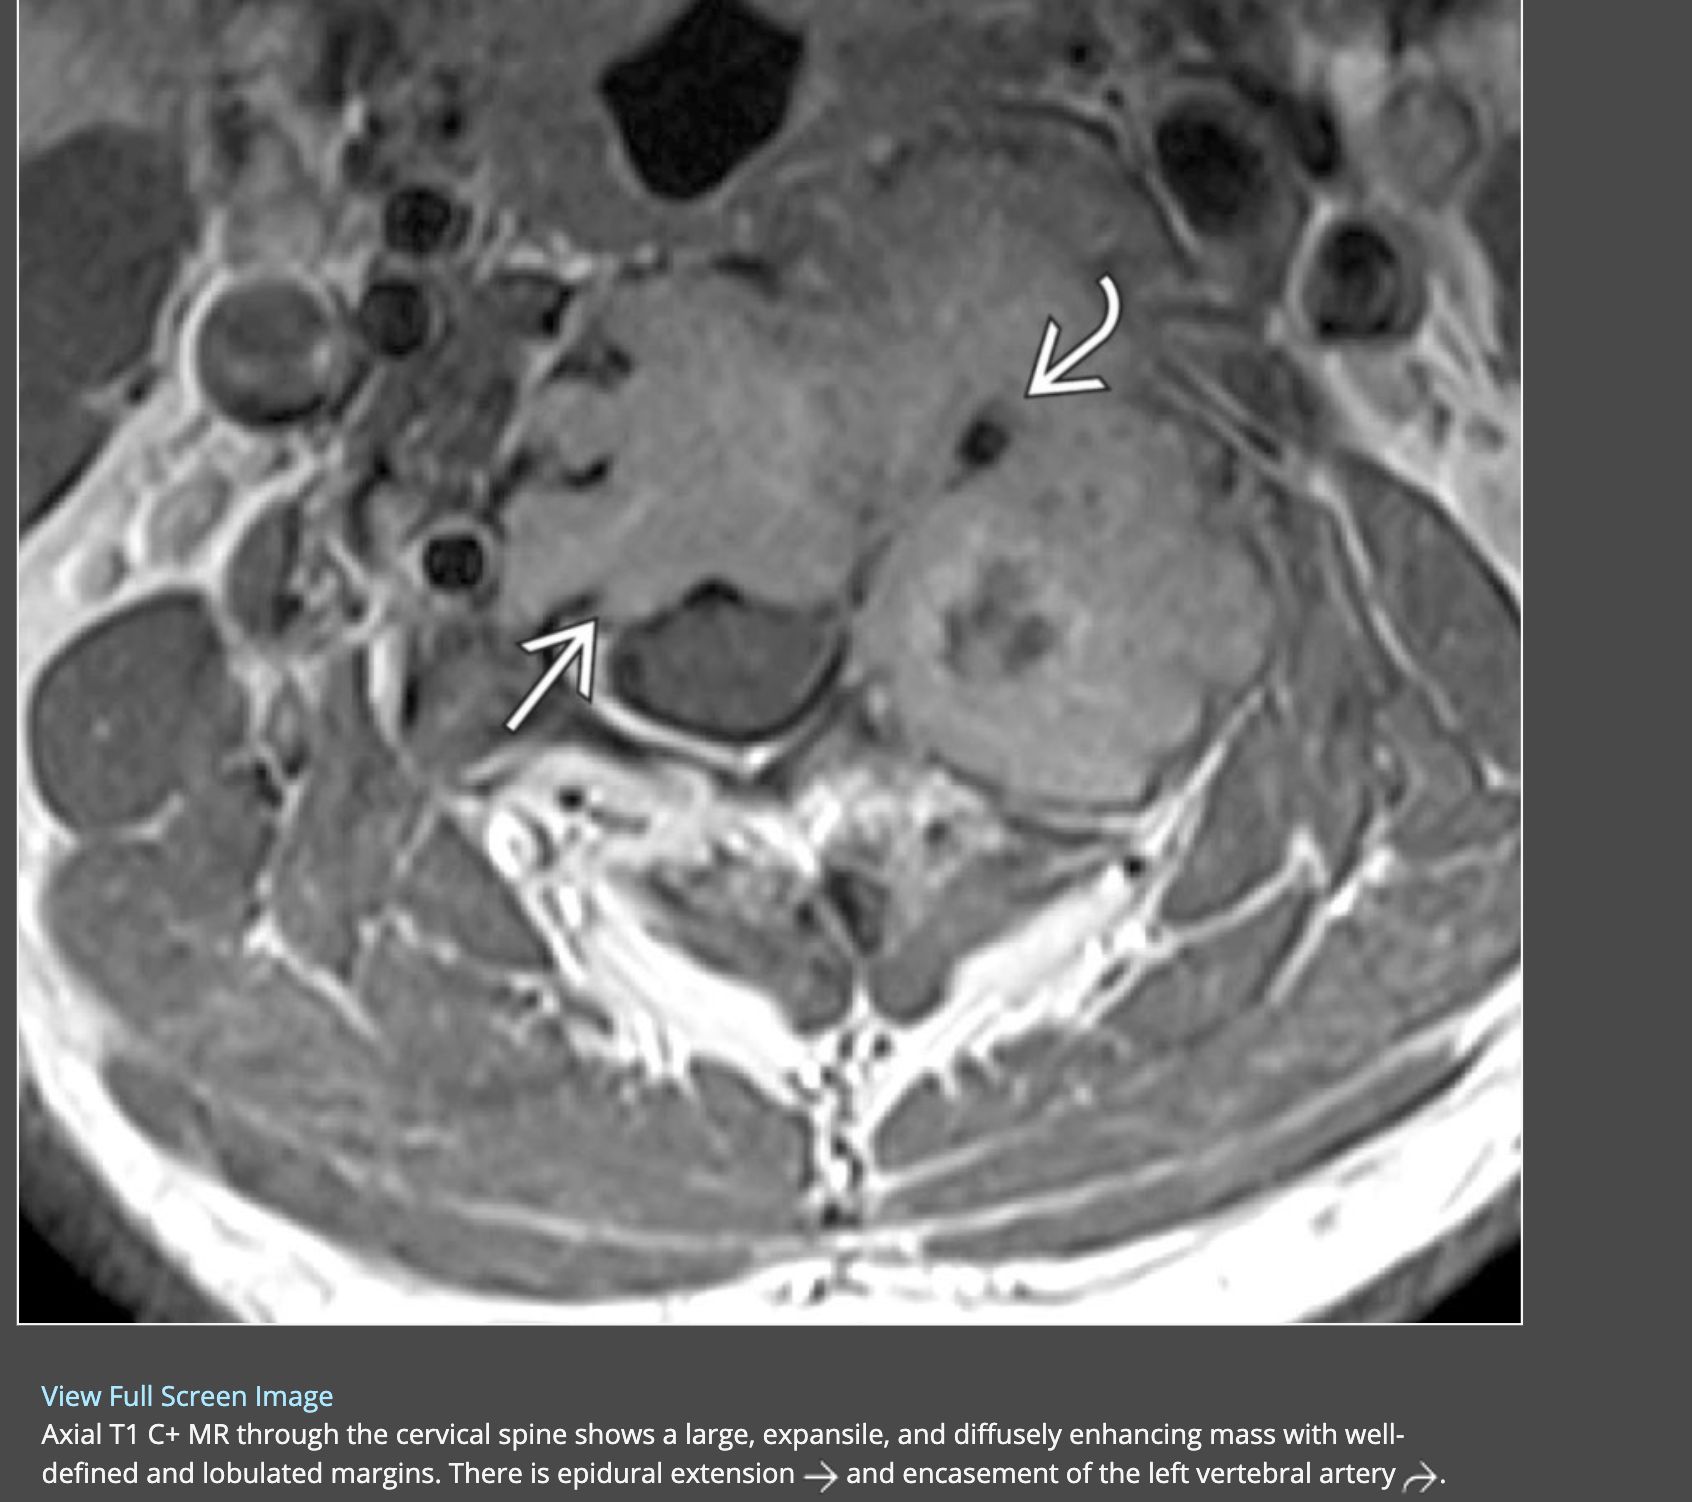 View Full Screen Image
Axial T1 C+ MR through the cervical spine shows a large, expansile, and diffusely enhancing mass with well-
defined and lobulated margins. There is epidural extension → and encasement of the left vertebral artery ↷.